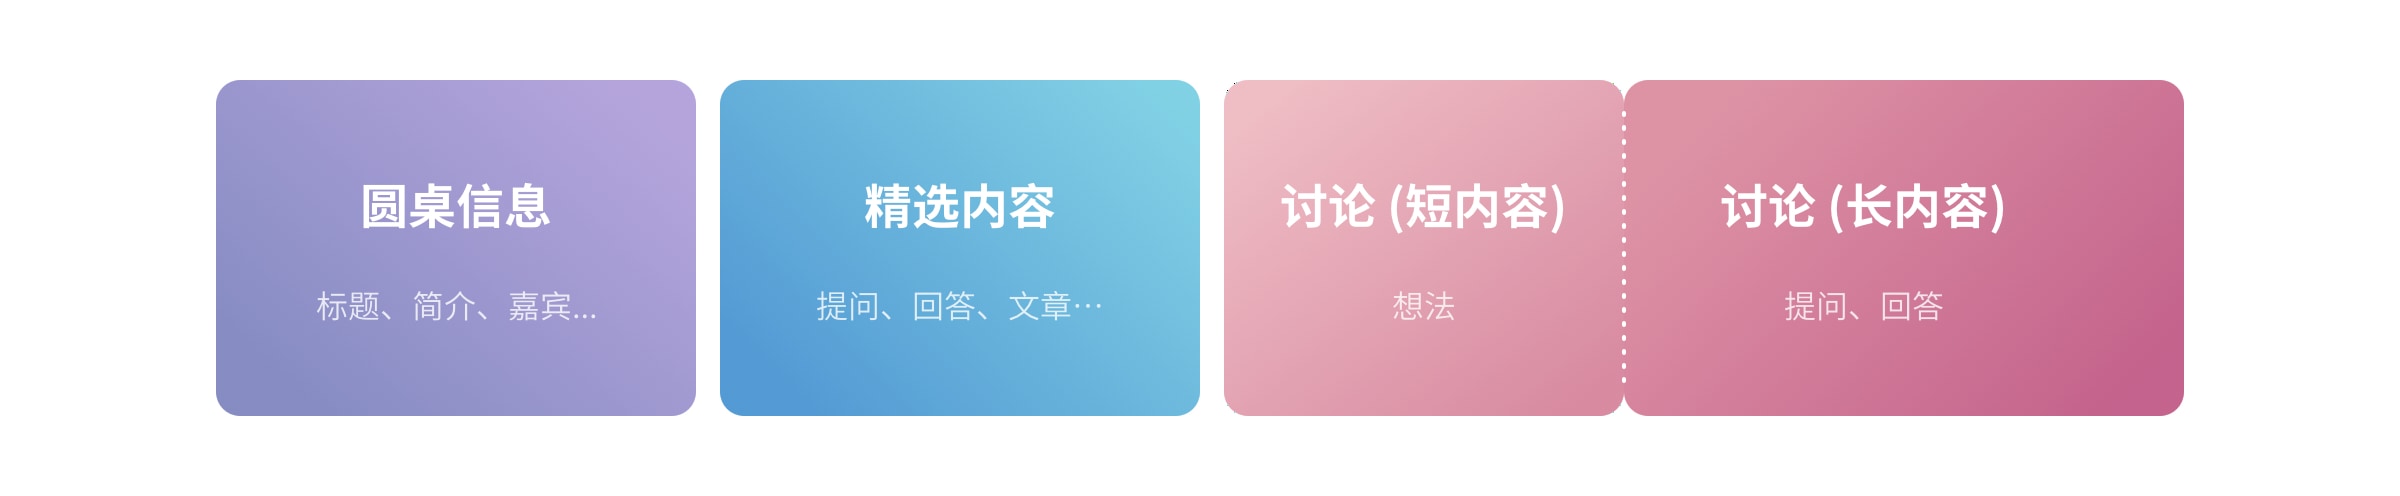 圆桌信息
标题、简介、嘉宾...
精选内容
提问、回答、文章···
讨论 (短内容)
想法
讨论 (长内容)
提问、回答